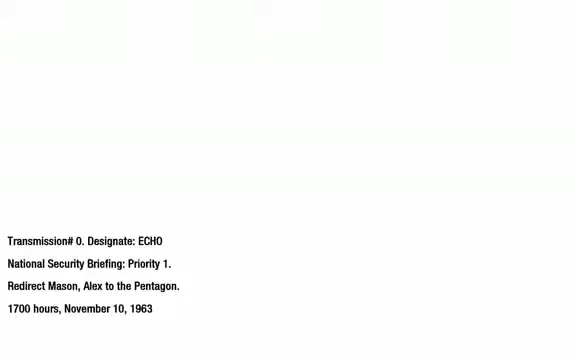 Transmission# 0. Designate: ECHO
National Security Briefing: Priority 1.
Redirect Mason, Alex to the Pentagon.
1700 hours, November 10, 1963